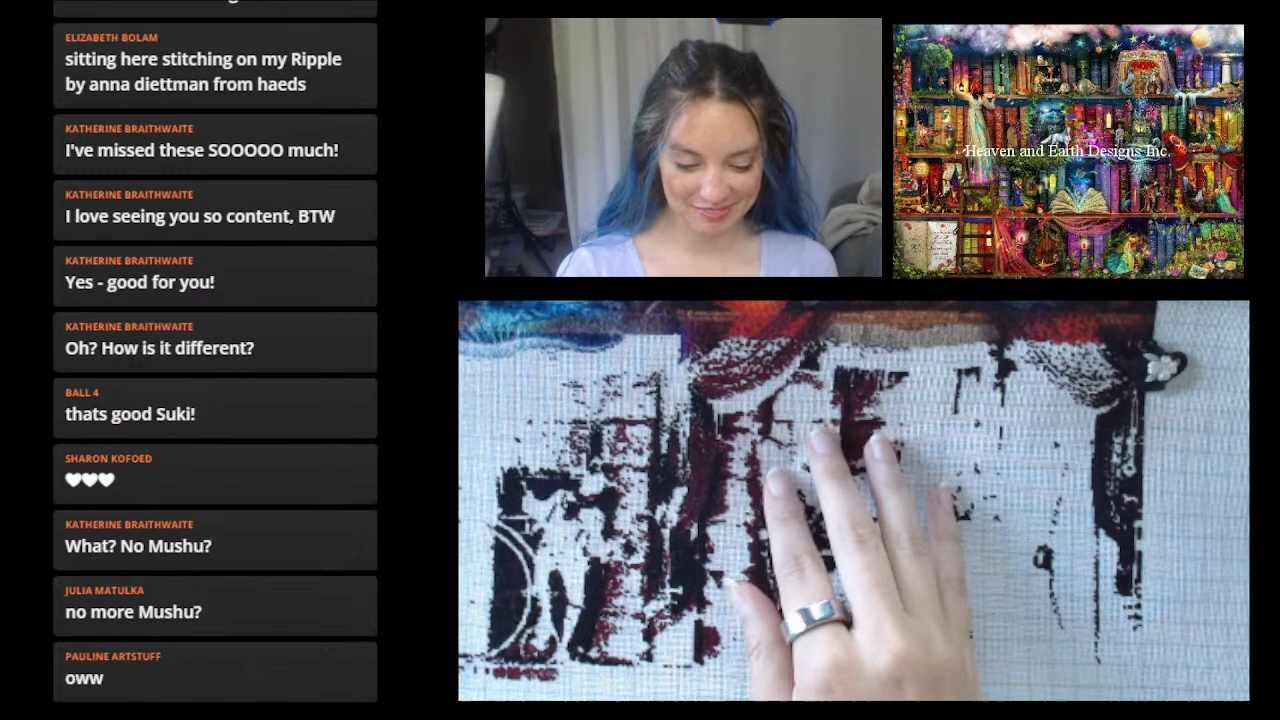 ELIZABETH BOLAM
sitting here stitching on my Ripple
by anna diettman from haeds
KATHERINE BRAITHWAITE
I've missed these SOOOOO much!
KATHERINE BRAITHWAITE
I love seeing you so content, BTW
KATHERINE BRAITHWAITE
Yes - good for you!
KATHERINE BRAITHWAITE
Oh? How is it different?
BALL 4
thats good Suki!
SHARON KOFOED
🤍🤍🤍
KATHERINE BRAITHWAITE
What? No Mushu?
JULIA MATULKA
no more Mushu?
PAULINE ARTSTUFF
oww
Heaven and Earth Designs Inc.